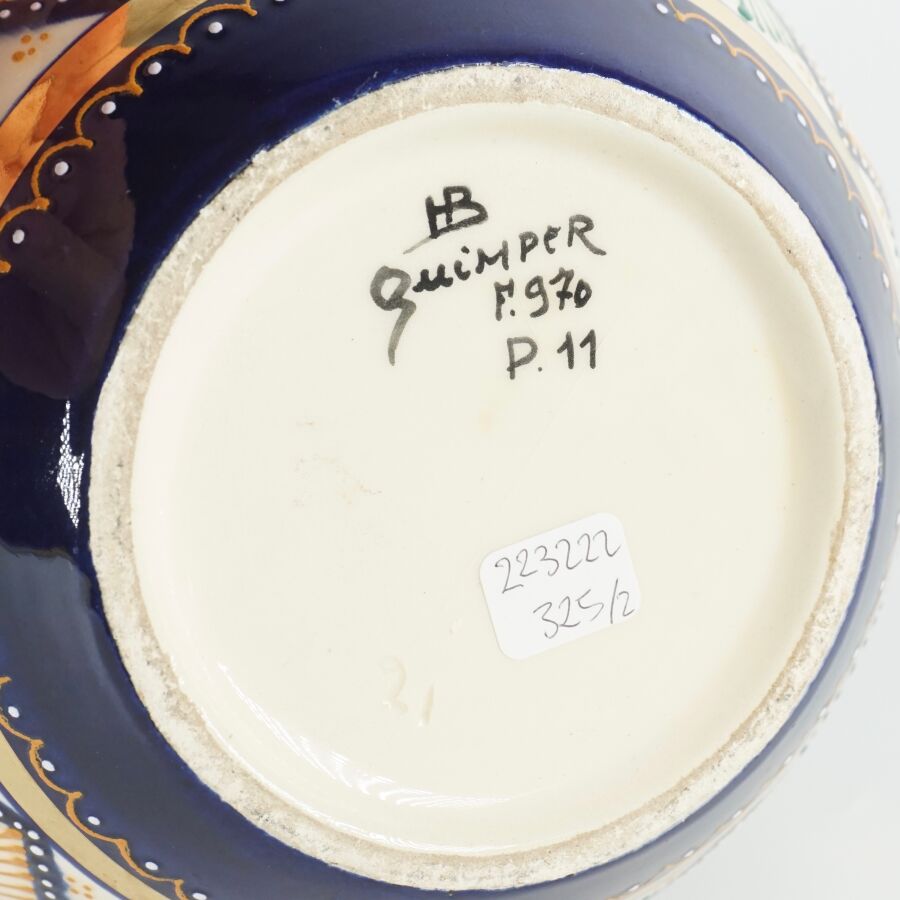 HB
QUiMPER
F.970
P.11
223222
325/2
21